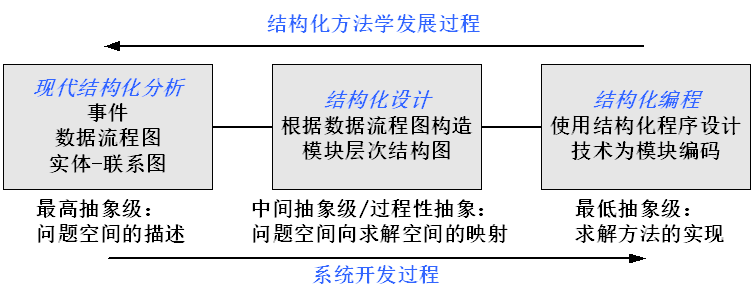 结构化方法学发展过程
现代结构化分析
事件
数据流程图
实体-联系图
结构化设计
根据数据流程图构造
模块层次结构图
结构化编程
使用结构化程序设计
技术为模块编码
最高抽象级:
问题空间的描述
中间抽象级/过程性抽象:
问题空间向求解空间的映射
最低抽象级:
求解方法的实现
系统开发过程